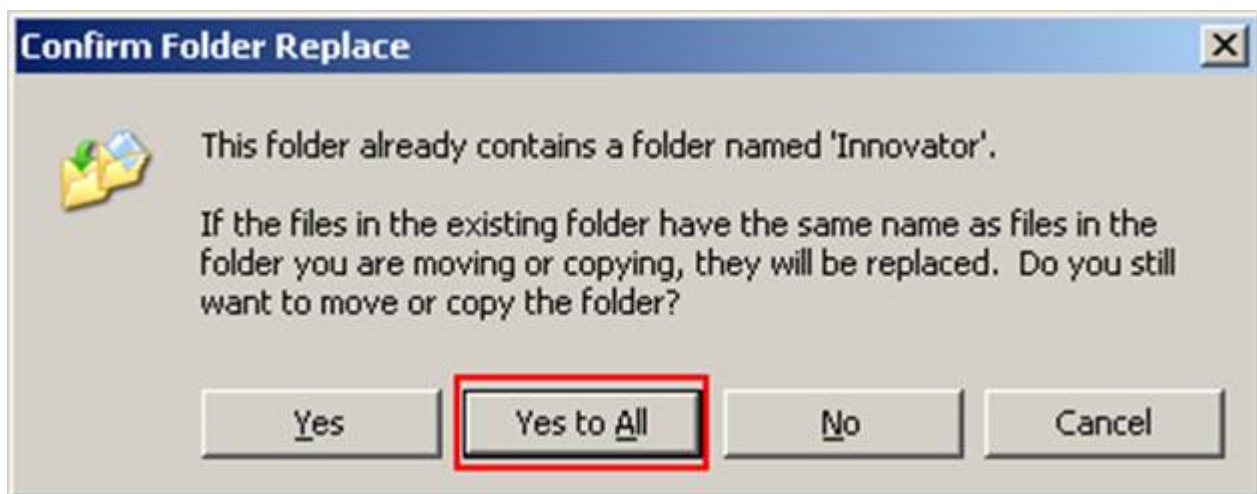 Confirm Folder Replace
This folder already contains a folder named 'Innovator'.
If the files in the existing folder have the same name as files in the
folder you are moving or copying, they will be replaced.  Do you still
want to move or copy the folder?
Yes
Yes to All
No
Cancel